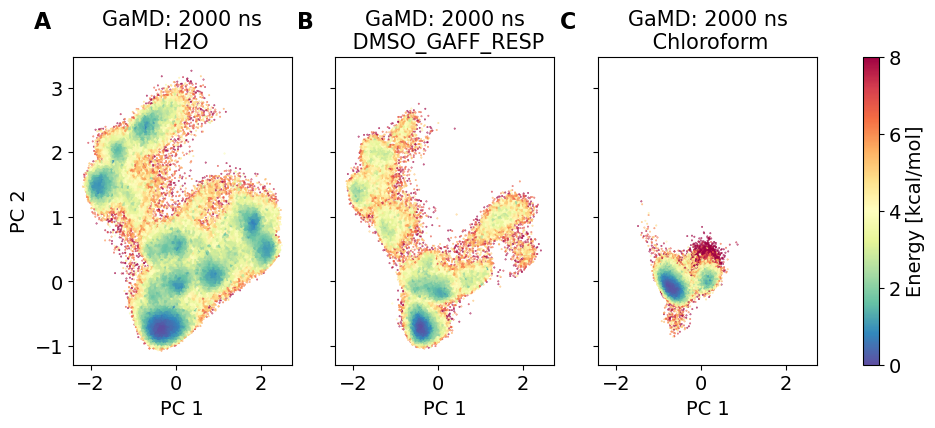 A
GaMD: 2000 ns
H2O
B
GaMD: 2000 ns
DMSO_GAFF_RESP
C
GaMD: 2000 ns
Chloroform
PC 2
3
2
1
0
−1
−2 0 2
PC 1
−2 0 2
PC 1
−2 0 2
PC 1
8
6
4
2
0
Energy [kcal/mol]